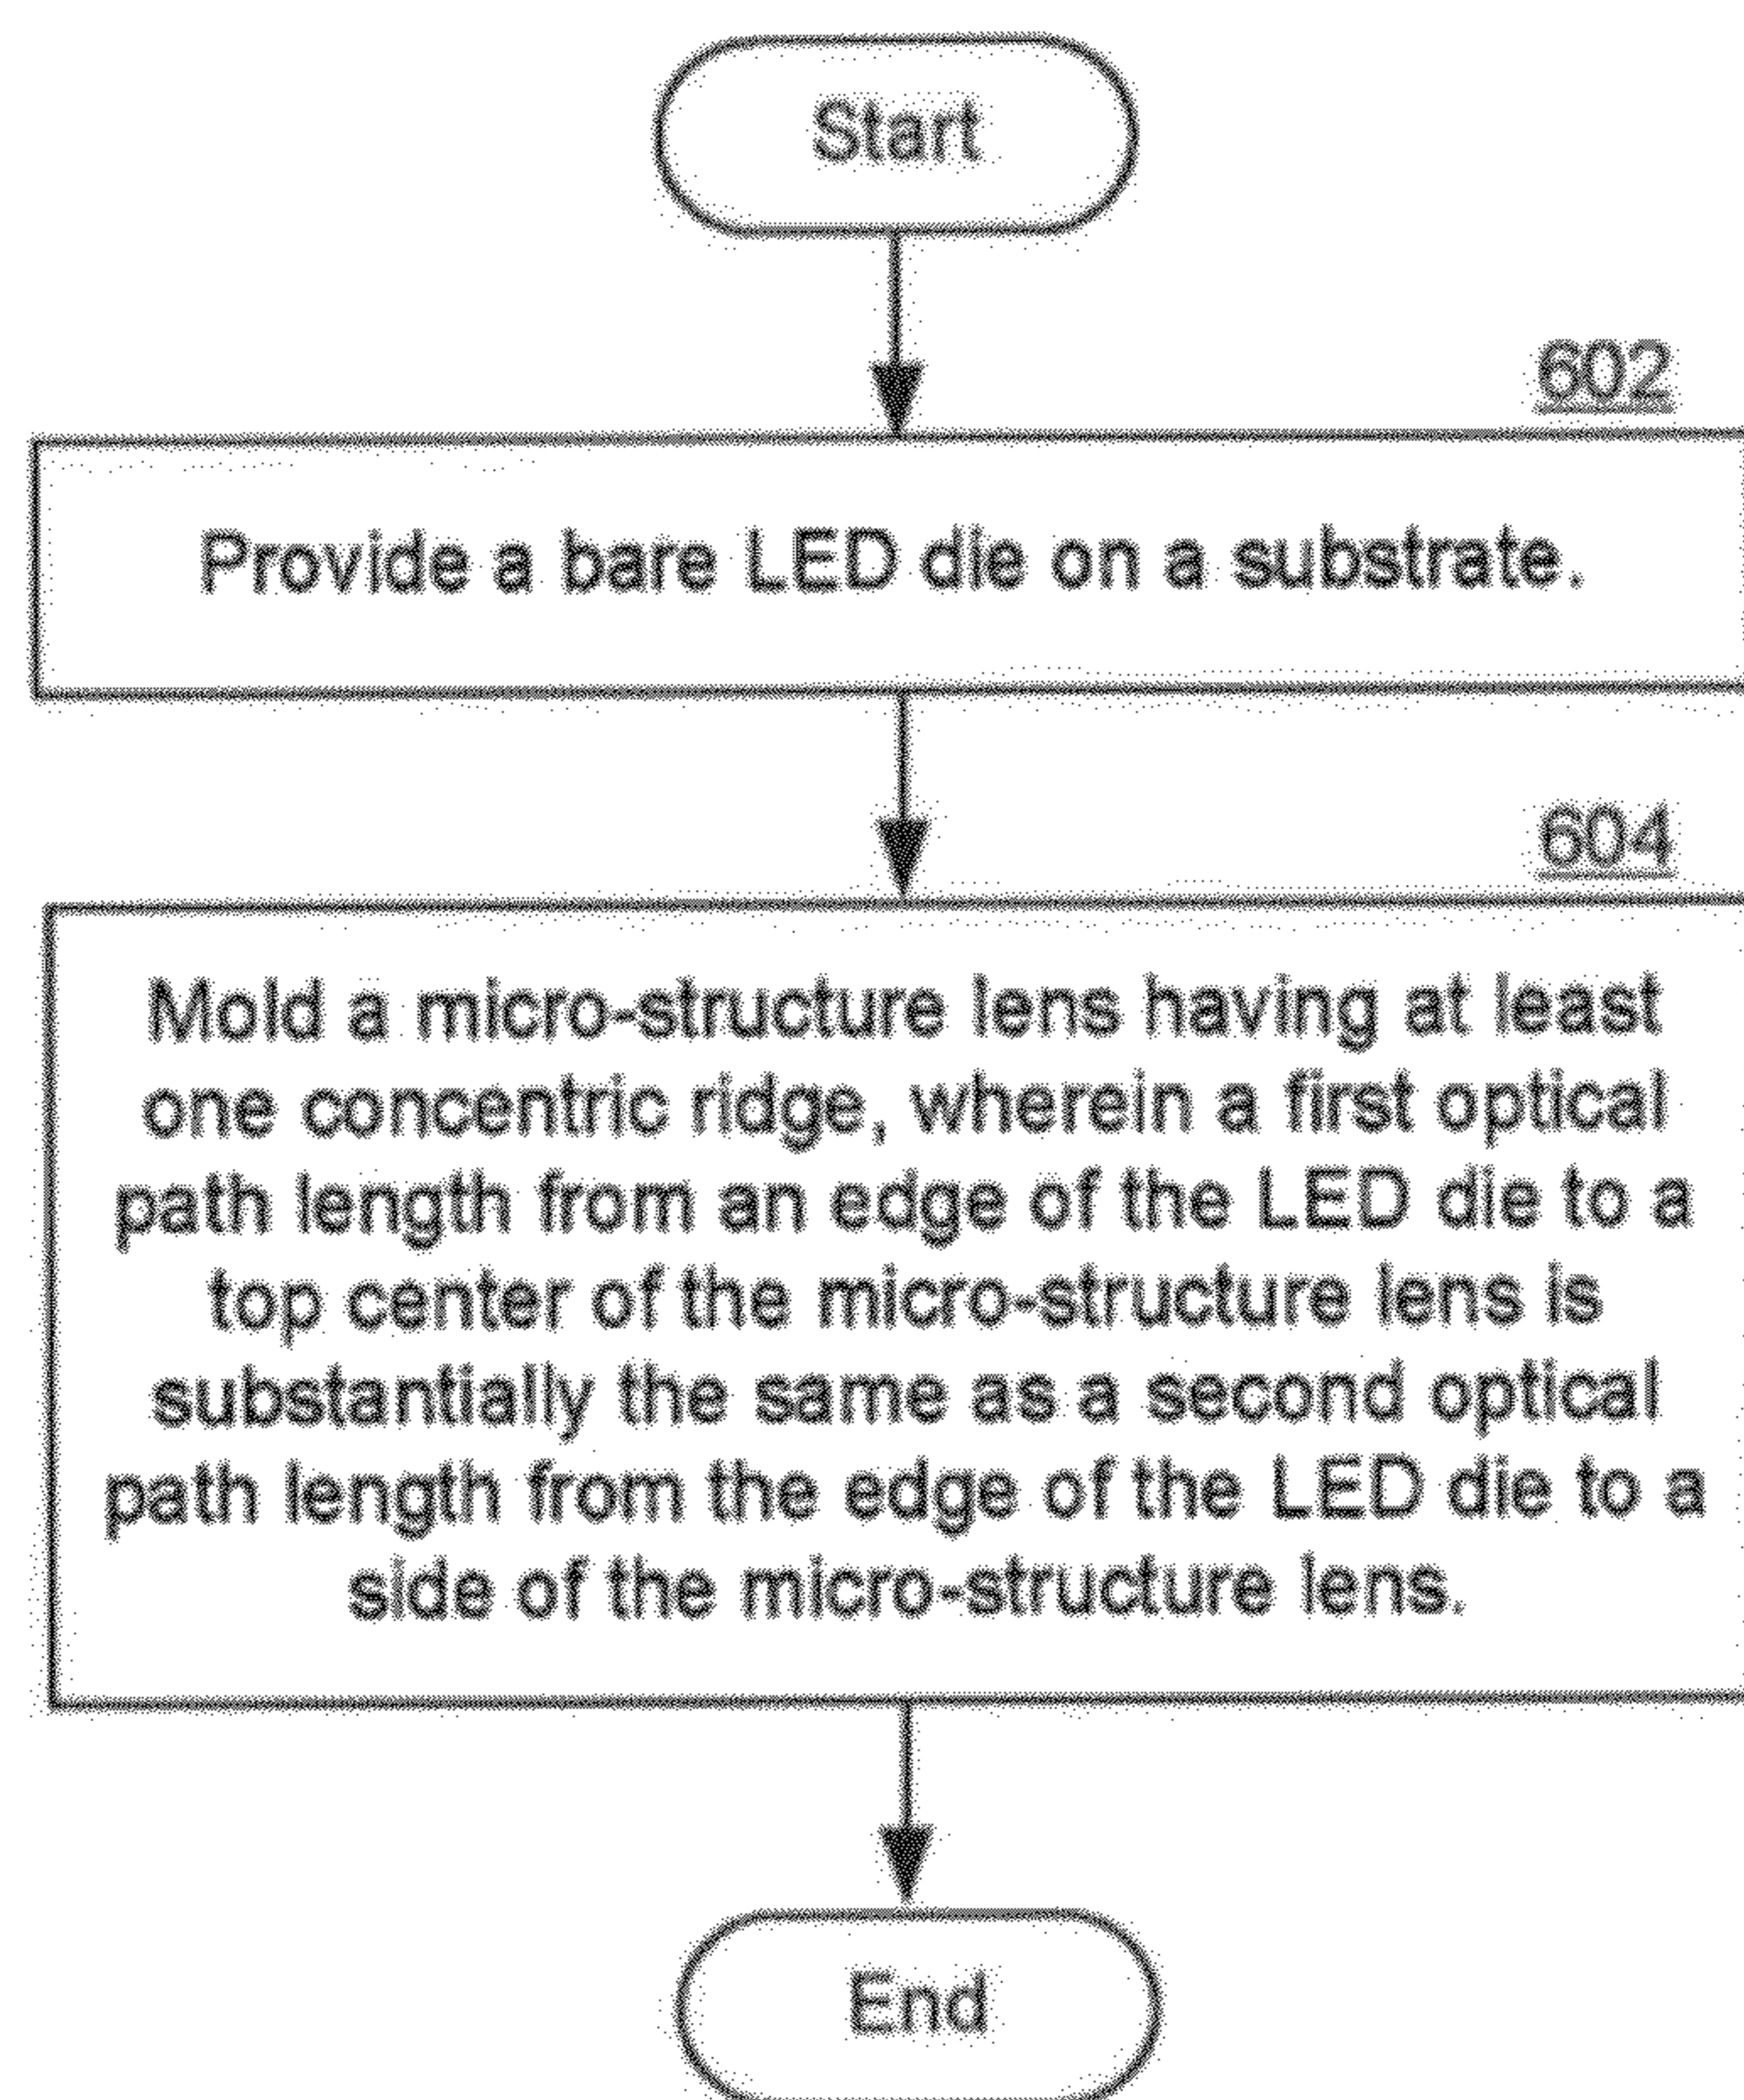 Start
602
Provide a bare LED die on a substrate.
604
Mold a micro-structure lens having at least
one concentric ridge, wherein a first optical
path length from an edge of the LED die to a
top center of the micro-structure lens is
substantially the same as a second optical
path length from the edge of the LED die to a
side of the micro-structure lens.
End